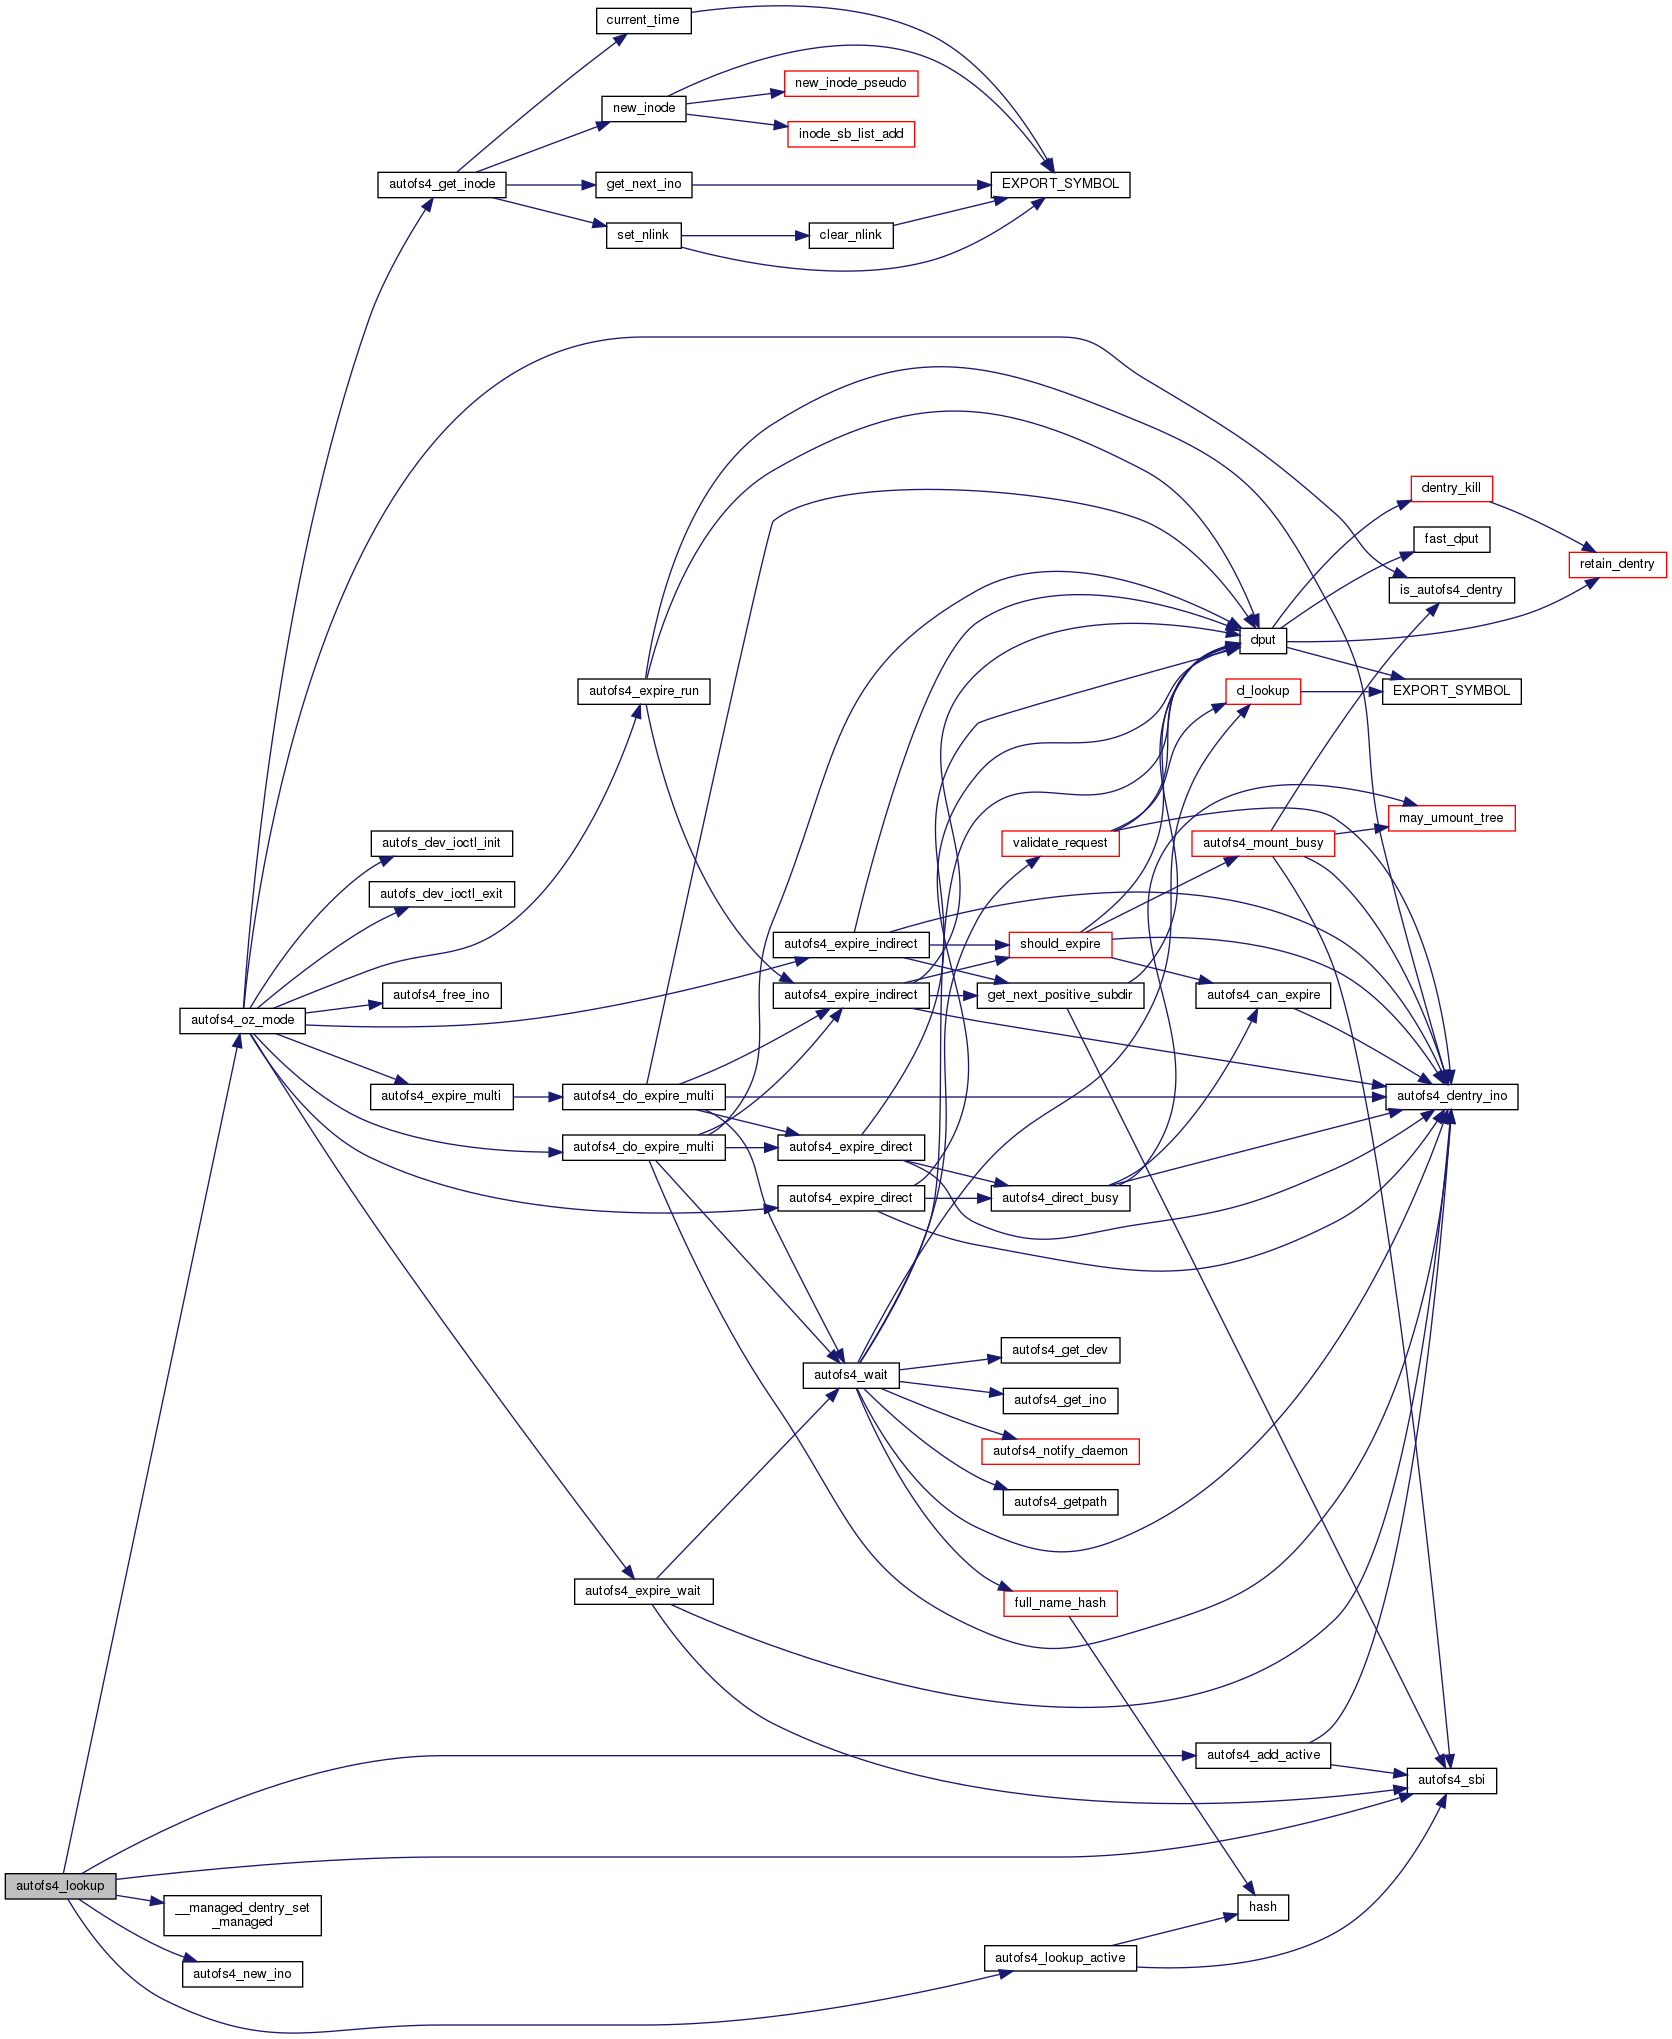 current_time
new_inode_pseudo
new_inode
inode_sb_list_add
autofs4_get_inode
get_next_ino
EXPORT_SYMBOL
set_nlink
clear_nlink
dentry_kill
fast_dput
retain_dentry
is_autofs4_dentry
dput
autofs4_expire_run
d_lookup
EXPORT_SYMBOL
may_umount_tree
autofs_dev_ioctl_init
validate_request
autofs4_mount_busy
autofs_dev_ioctl_exit
autofs4_expire_indirect
should_expire
autofs4_free_ino
autofs4_expire_indirect
get_next_positive_subdir
autofs4_can_expire
autofs4_oz_mode
autofs4_expire_multi
autofs4_do_expire_multi
autofs4_dentry_ino
autofs4_do_expire_multi
autofs4_expire_direct
autofs4_expire_direct
autofs4_direct_busy
autofs4_get_dev
autofs4_wait
autofs4_get_ino
autofs4_notify_daemon
autofs4_getpath
autofs4_expire_wait
full_name_hash
autofs4_add_active
autofs4_sbi
autofs4_lookup
__managed_dentry_set
_managed
hash
autofs4_lookup_active
autofs4_new_ino